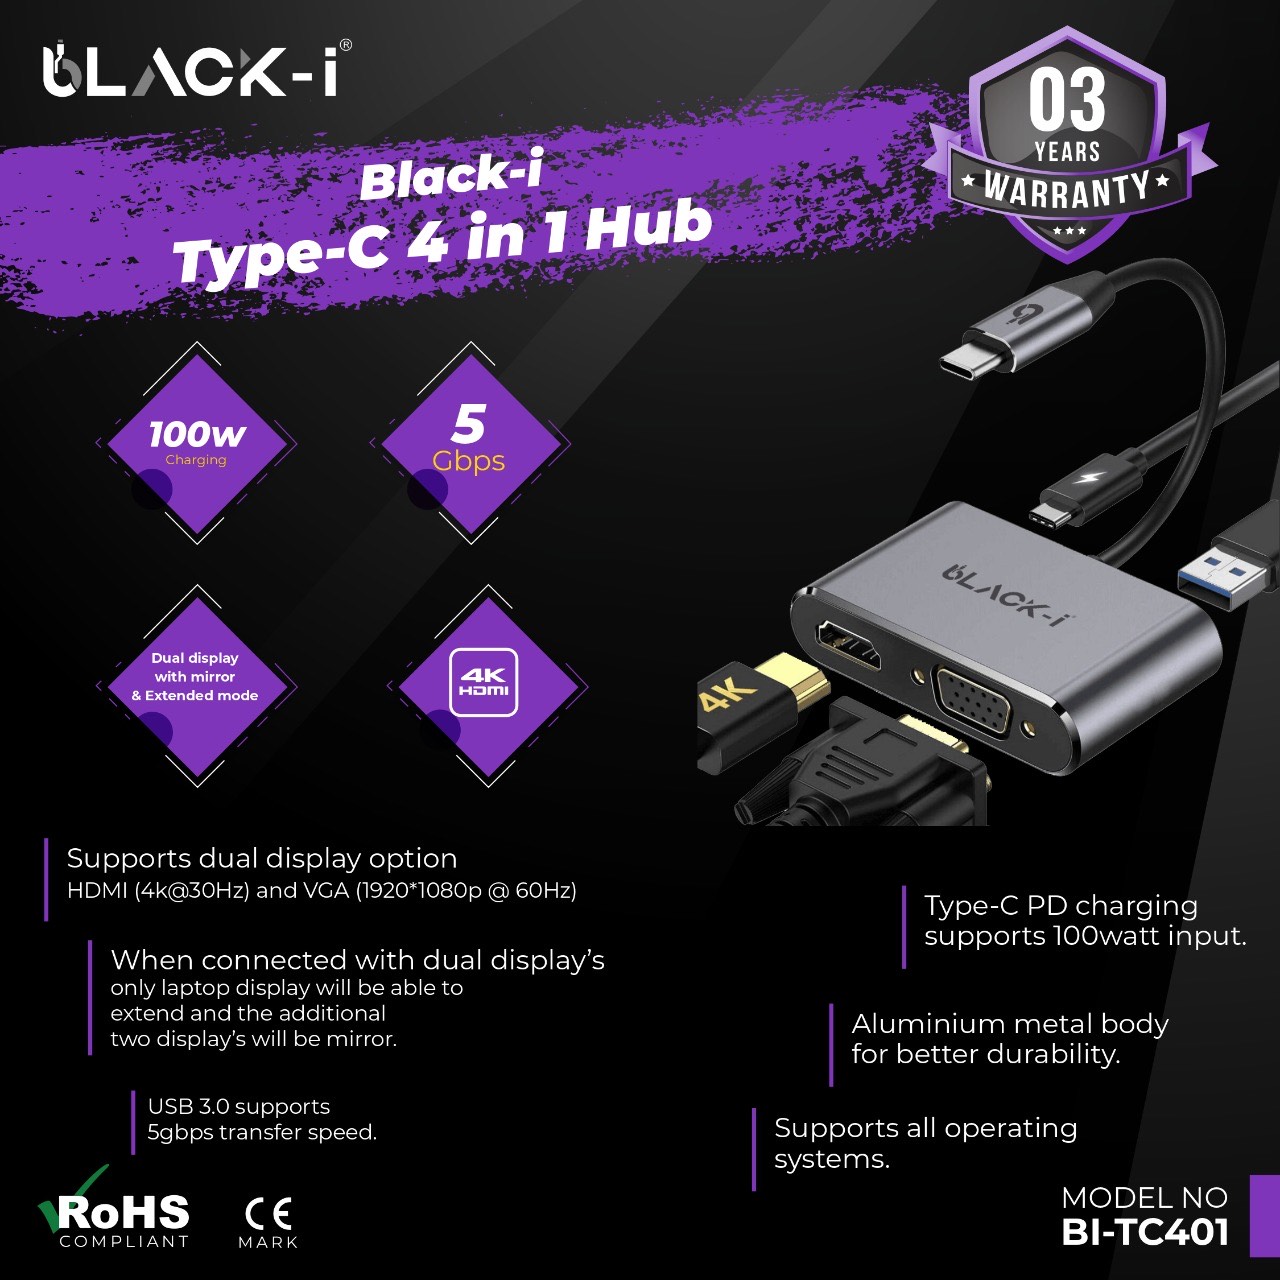 bLACK-i®
03
YEARS
WARRANTY
Black-i
Type-C 4 in 1 Hub
100w
Charging
5
Gbps
Dual display
with mirror
& Extended mode
4K
HDMI
bLACK-i
4K
Supports dual display option
HDMI (4k@30Hz) and VGA (1920*1080p @ 60Hz)
When connected with dual display’s
only laptop display will be able to
extend and the additional
two display’s will be mirror.
USB 3.0 supports
5gbps transfer speed.
Type-C PD charging
supports 100watt input.
Aluminium metal body
for better durability.
Supports all operating
systems.
RoHS
COMPLIANT
CE
MARK
MODEL NO
BI-TC401